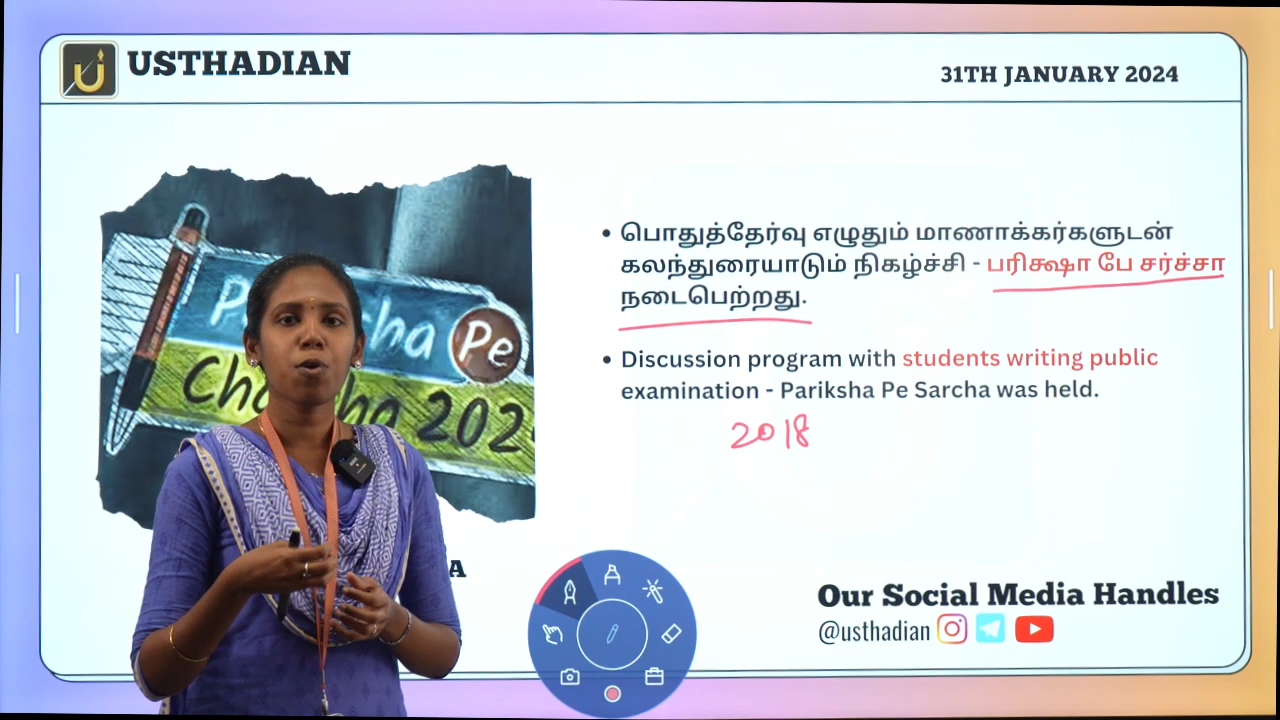 USTHADIAN
31TH JANUARY 2024
Pe
202
பொதுத்தேர்வு எழுதும் மாணாக்கர்களுடன்
கலந்துரையாடும் நிகழ்ச்சி - பரிக்ஷா பே சர்ச்சா
நடைபெற்றது.
Discussion program with students writing public
examination - Pariksha Pe Sarcha was held.
2018
A
Our Social Media Handles
@usthadian